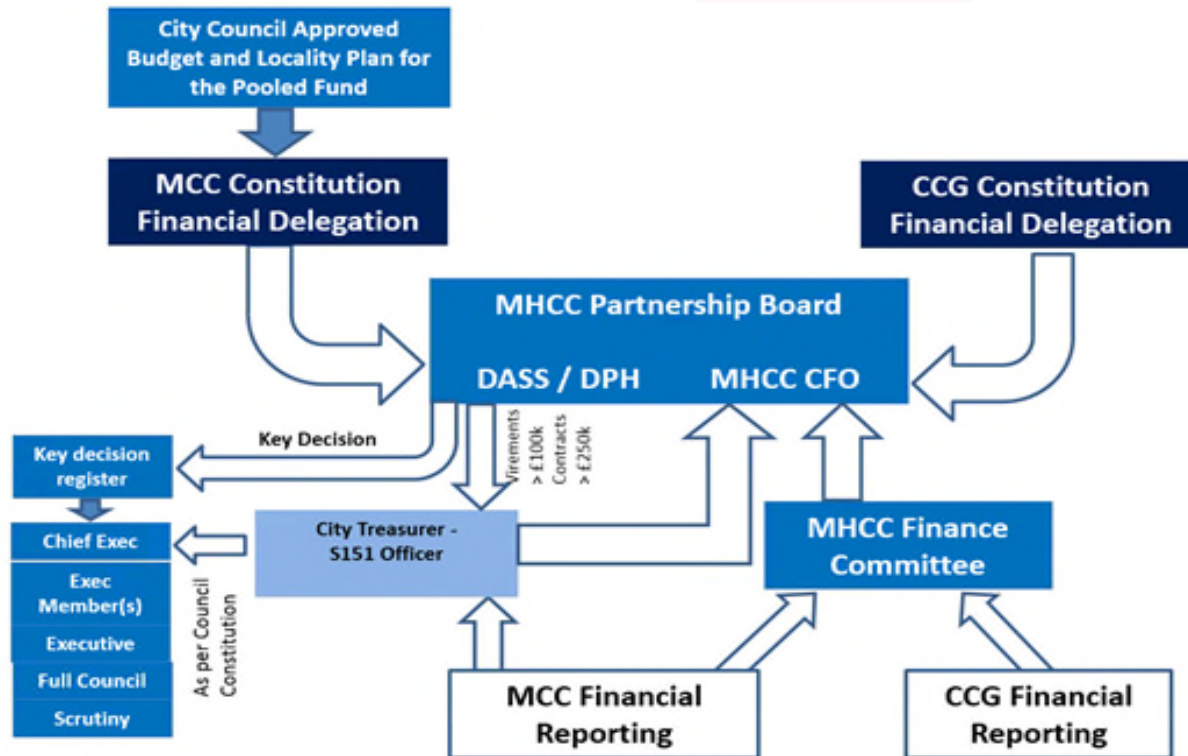 City Council Approved
Budget and Locality Plan for
the Pooled Fund
MCC Constitution
Financial Delegation
CCG Constitution
Financial Delegation
MHCC Partnership Board
DASS / DPH
MHCC CFO
Key Decision
Virements
> £100k
Contracts
> £250k
Key decision
register
Chief Exec
Exec
Member(s)
Executive
Full Council
Scrutiny
As per Council
Constitution
City Treasurer -
S151 Officer
MHCC Finance
Committee
MCC Financial
Reporting
CCG Financial
Reporting